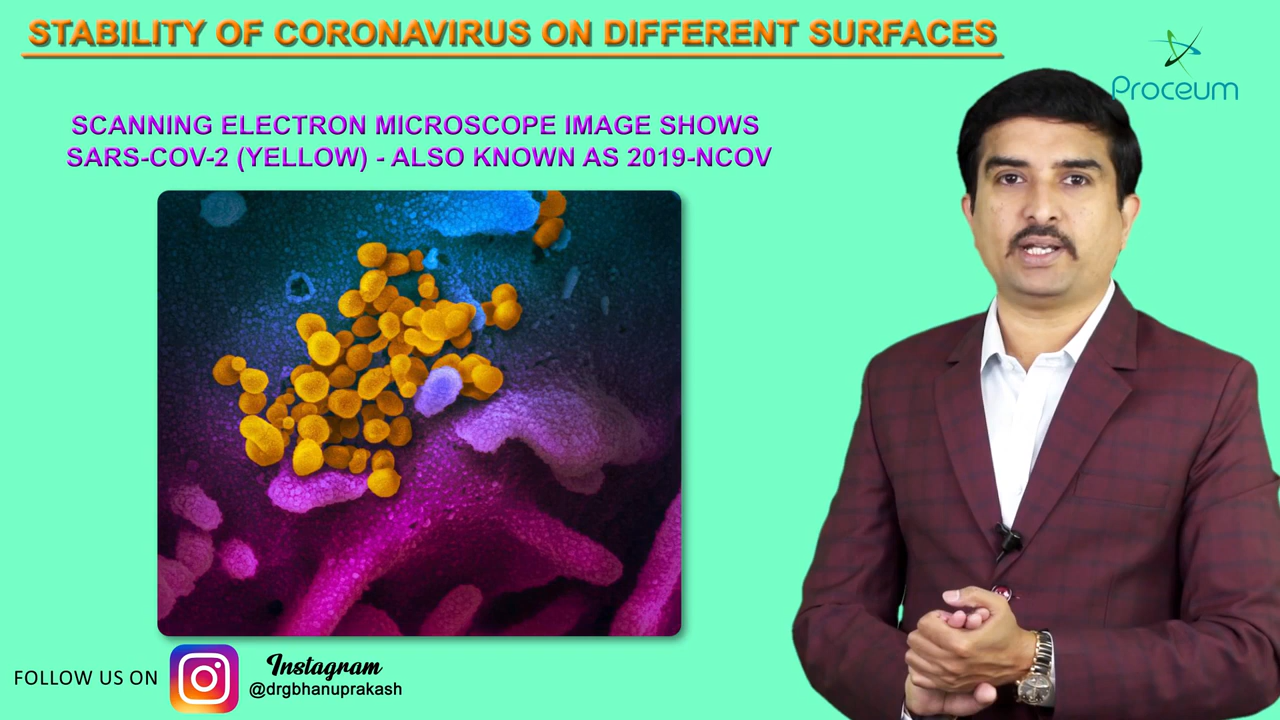 STABILITY OF CORONAVIRUS ON DIFFERENT SURFACES
Proceum
SCANNING ELECTRON MICROSCOPE IMAGE SHOWS
SARS-COV-2 (YELLOW) - ALSO KNOWN AS 2019-NCOV
FOLLOW US ON
Instagram
@drgbhanuprakash